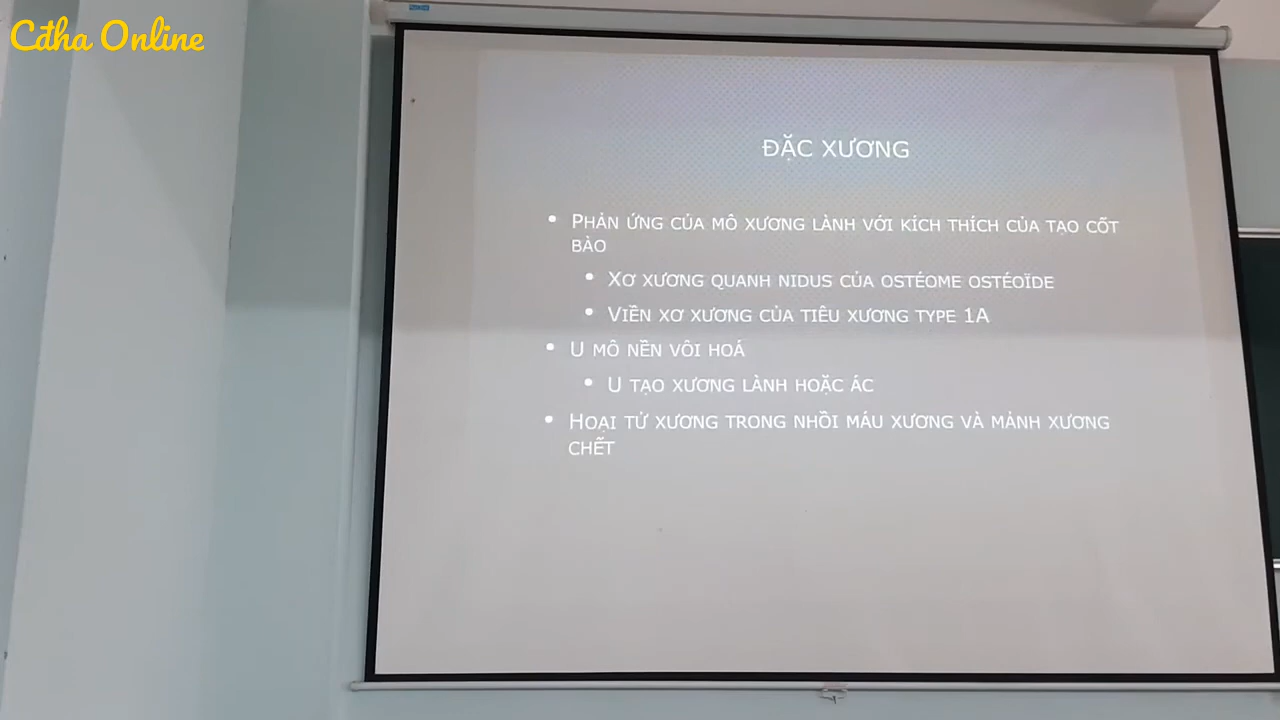 Cdha Online
ĐẶC XƯƠNG
• PHẢN ỨNG CỦA MÔ XƯƠNG LÀNH VỚI KÍCH THÍCH CỦA TẠO CỐT
BÀO
• XƠ XƯƠNG QUANH NIDUS CỦA OSTÉOME OSTÉOÏDE
• VIỀN XƠ XƯƠNG CỦA TIÊU XƯƠNG TYPE 1A
• U MÔ NỀN VÔI HOÁ
• U TẠO XƯƠNG LÀNH HOẶC ÁC
• HOẠI TỬ XƯƠNG TRONG NHỒI MÁU XƯƠNG VÀ MẢNH XƯƠNG
CHẾT